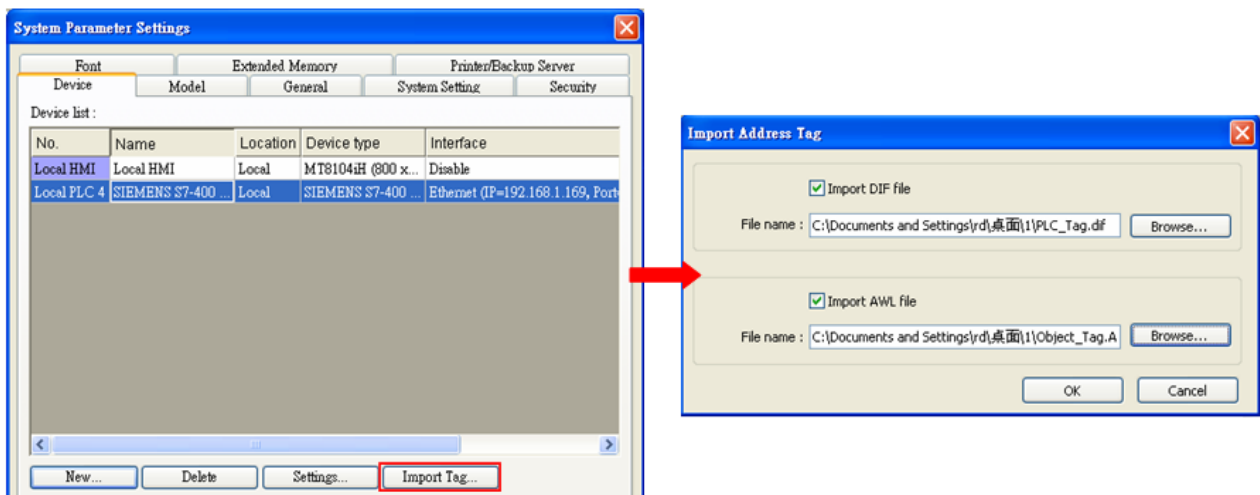 System Parameter Settings
Font Extended Memory Printer/Backup Server
Device Model General System Setting Security
Device list :
No. Name Location Device type Interface
Local HMI Local HMI Local MT8104iH (800 x... Disable
Local PLC 4 SIEMENS S7-400 ... Local SIEMENS S7-400 ... Ethernet (IP=192.168.1.169, Port
New... Delete Settings... Import Tag...
Import Address Tag
Import DIF file
File name : C:\Documents and Settings\rd\桌面\1\PLC_Tag.dif Browse...
Import AWL file
File name : C:\Documents and Settings\rd\桌面\1\Object_Tag.A Browse...
OK Cancel